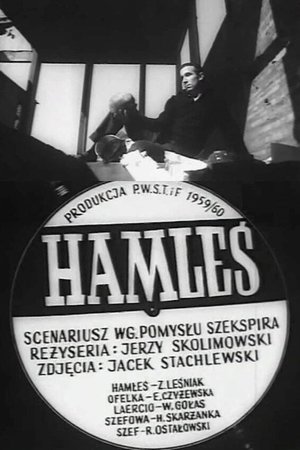 PRODUKCJA P.W.S.T.iF 1959/60
HAMLEŚ
SCENARIUSZ WG.POMYSŁU SZEKSPIRA
REŻYSERIA: JERZY SKOLIMOWSKI
ZDJĘCIA: JACEK STACHLEWSKI
HAMLEŚ-Z.LEŚNIAK
OFELKA-E.CZYŻEWSKA
LAERCIO-W.GOŁAS
SZEFOWA-H.SKARŻANKA
SZEF-R.OSTAŁOWSKI